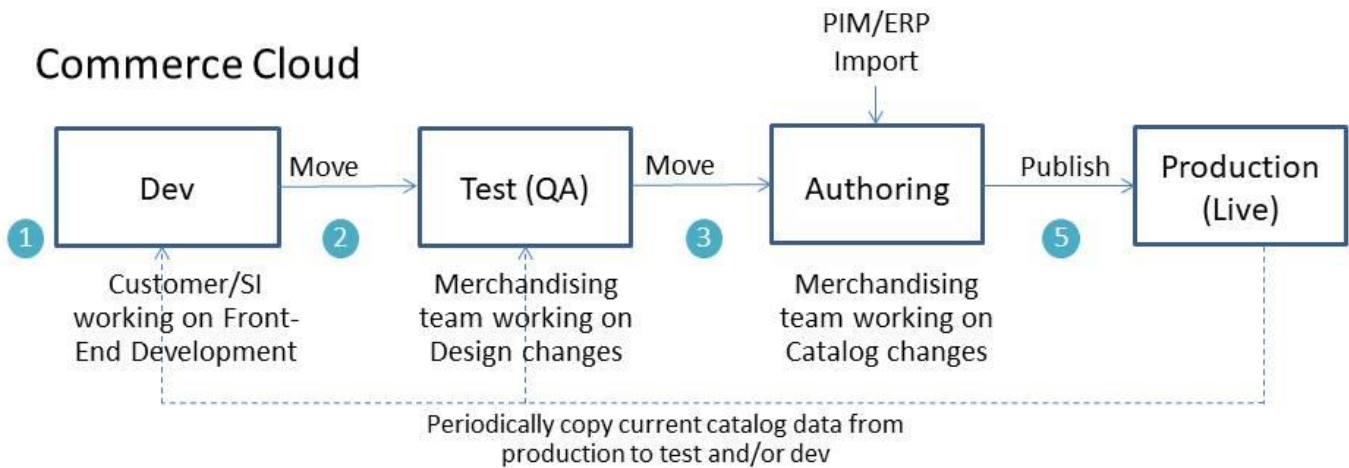 Commerce Cloud
PIM/ERP
Import
Dev
Move
Test (QA)
Move
Authoring
Publish
Production
(Live)
1
2
3
5
Customer/SI
working on Front-
End Development
Merchandising
team working on
Design changes
Merchandising
team working on
Catalog changes
Periodically copy current catalog data from
production to test and/or dev